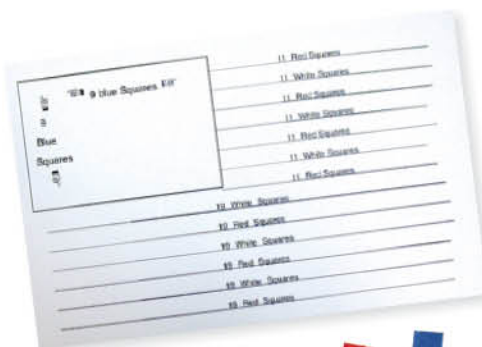 9 blue Squares
9
Blue
Squares
11 Red Squares
11 White Squares
11 Red Squares
11 White Squares
11 Red Squares
11 White Squares
11 Red Squares
19 White Squares
19 Red Squares
19 White Squares
19 Red Squares
19 White Squares
19 Red Squares